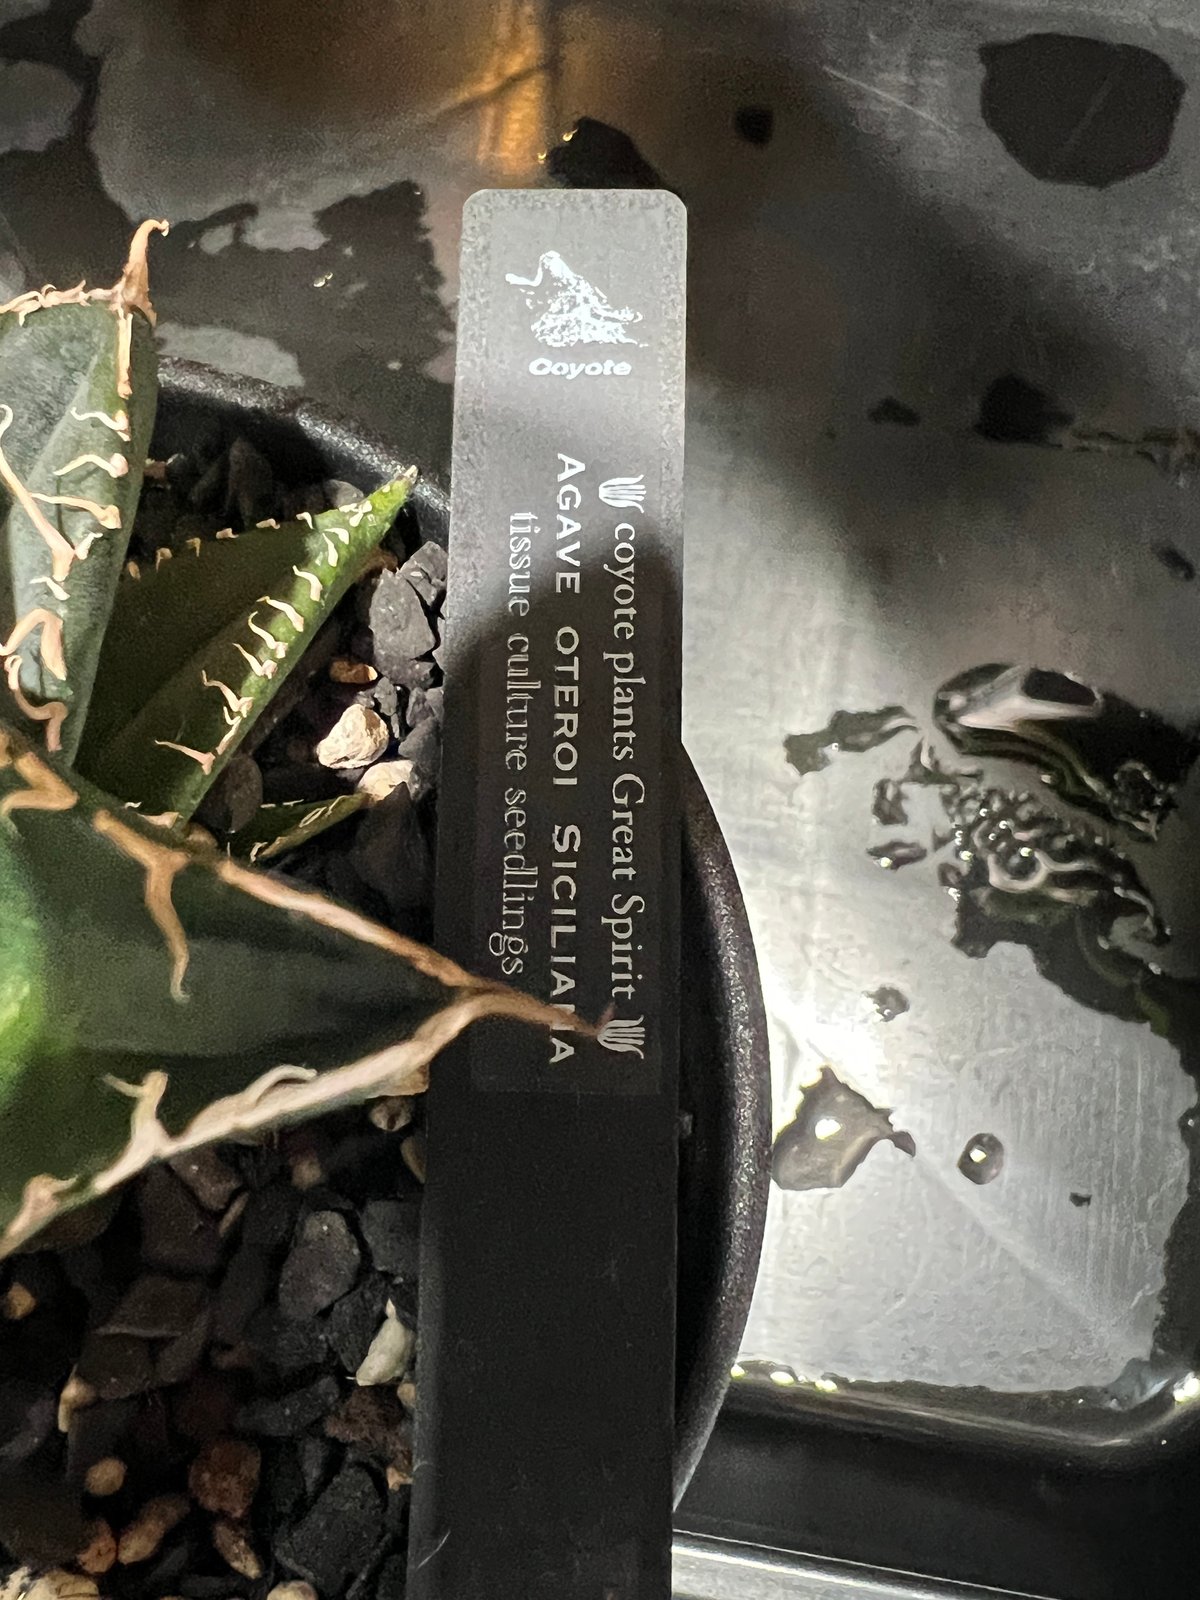 Coyote
coyote plants Great Spirit
AGAVE OTEROI SICILIANA
tissue culture seedlings